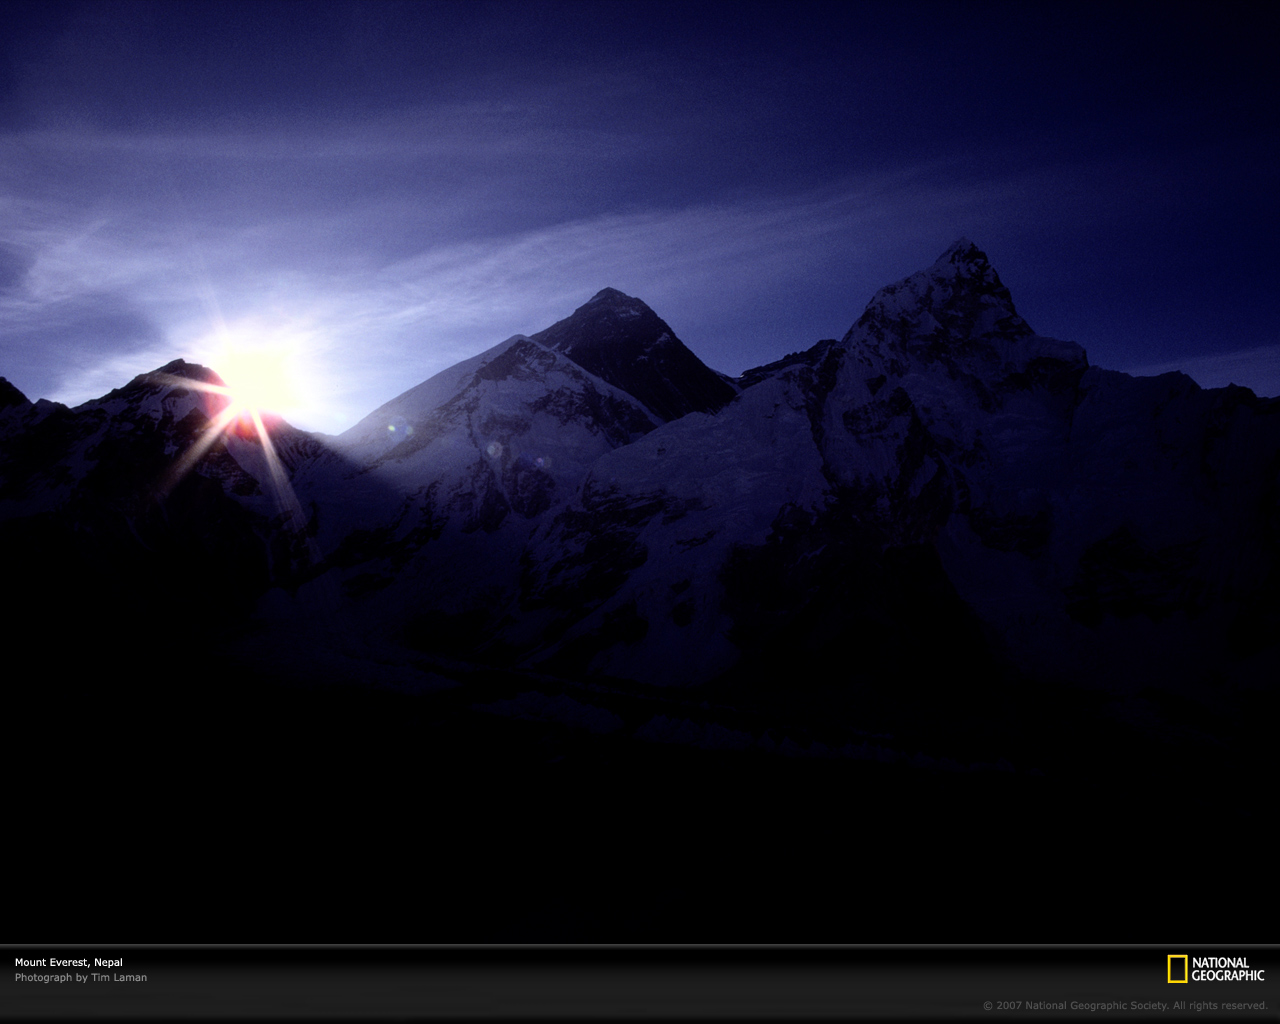 Mount Everest, Nepal
Photograph by Tim Laman
NATIONAL
GEOGRAPHIC
© 2007 National Geographic Society. All rights reserved.